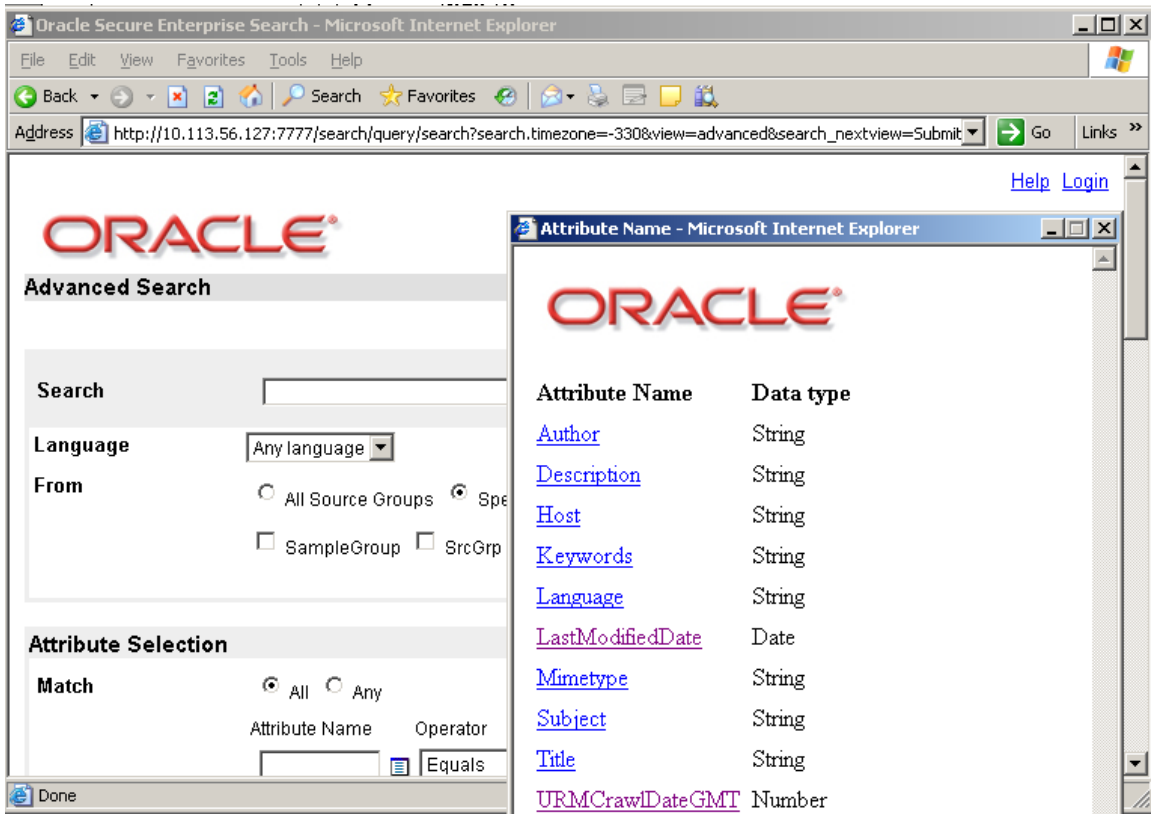 Oracle Secure Enterprise Search - Microsoft Internet Explorer
File Edit View Favorites Tools Help
Back Search Favorites
Address http://10.113.56.127:7777/search/query/search?search.timezone=-330&view=advanced&search_nextview=Submit Go Links »
Help Login
ORACLE®
Advanced Search
Search
Language Any language
From All Source Groups Spe
SampleGroup SrcGrp
Attribute Selection
Match All Any
Attribute Name Operator
Equals
Done
Attribute Name - Microsoft Internet Explorer
ORACLE®
Attribute Name Data type
Author String
Description String
Host String
Keywords String
Language String
LastModifiedDate Date
Mimetype String
Subject String
Title String
URMCrawlDateGMT Number